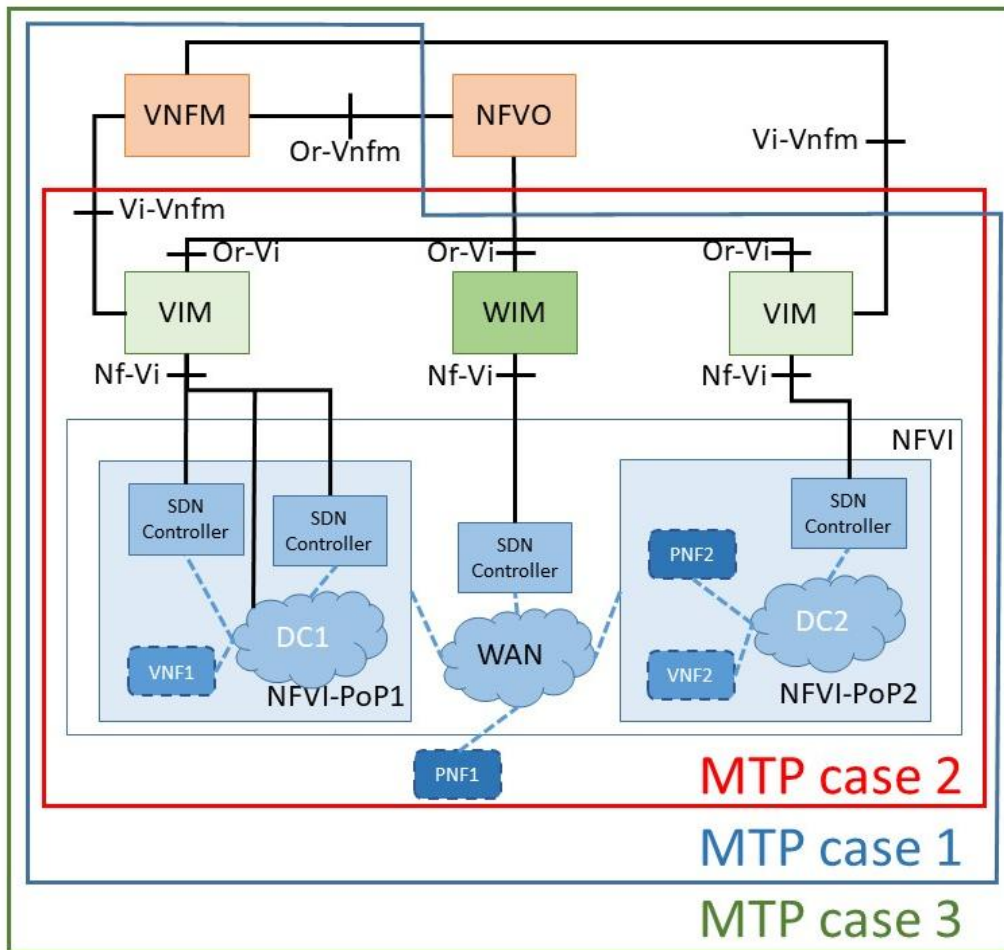 VNFM
NFVO
Or-Vnfm
Vi-Vnfm
Vi-Vnfm
Or-Vi
Or-Vi
Or-Vi
VIM
WIM
VIM
Nf-Vi
Nf-Vi
Nf-Vi
NFVI
SDN
Controller
SDN
Controller
SDN
Controller
SDN
Controller
PNF2
DC1
DC2
WAN
VNF1
VNF2
NFVI-PoP1
NFVI-PoP2
PNF1
MTP case 2
MTP case 1
MTP case 3